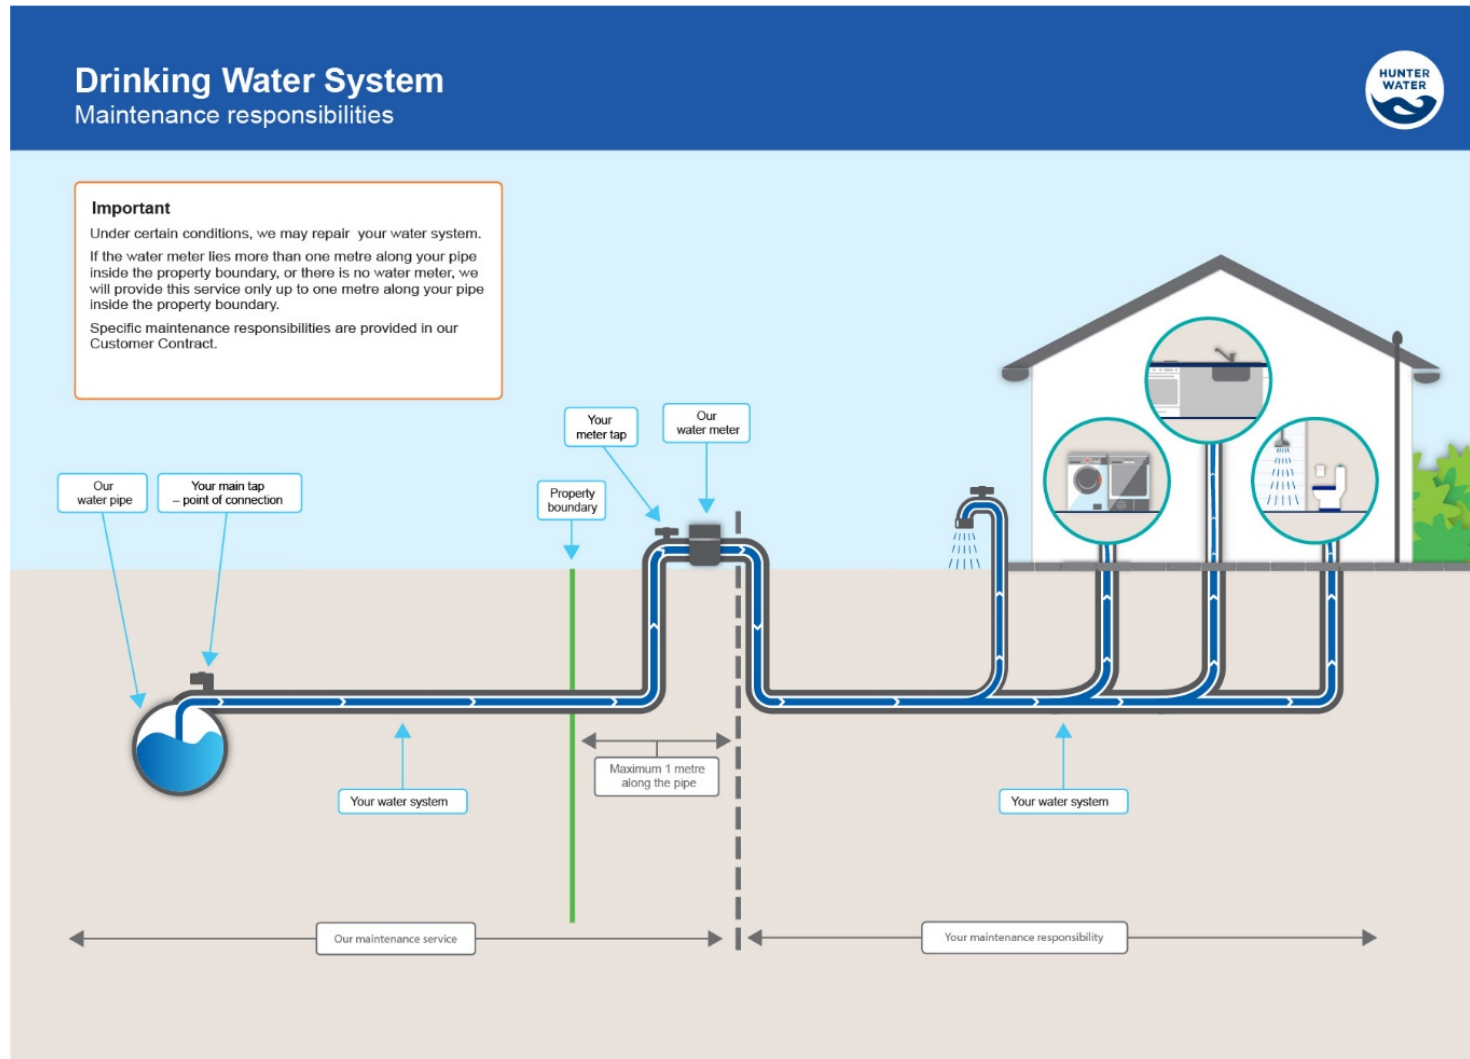 Drinking Water System
Maintenance responsibilities
HUNTER
WATER
Important
Under certain conditions, we may repair your water system.
If the water meter lies more than one metre along your pipe
inside the property boundary, or there is no water meter, we
will provide this service only up to one metre along your pipe
inside the property boundary.
Specific maintenance responsibilities are provided in our
Customer Contract.
Your
meter tap
Our
water meter
Our
water pipe
Your main tap
– point of connection
Property
boundary
Maximum 1 metre
along the pipe
Your water system
Your water system
Our maintenance service
Your maintenance responsibility